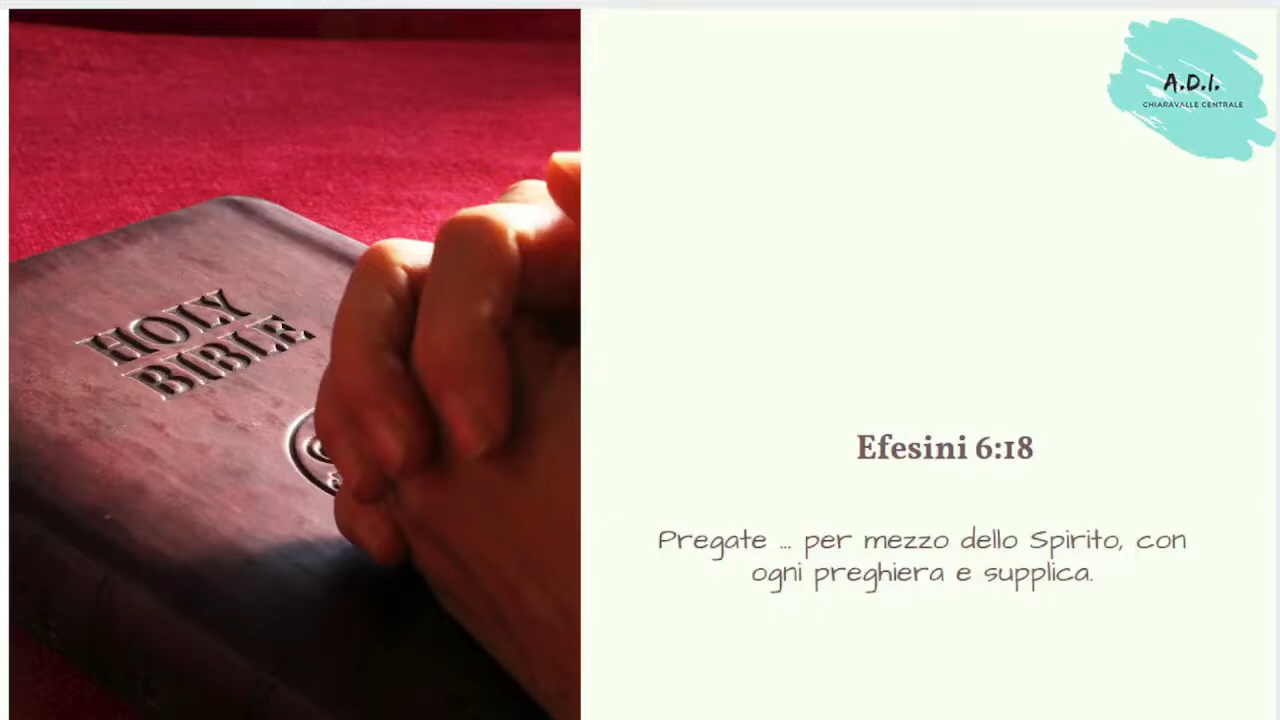 HOLY
BIBLE
A.D.I.
CHIARAVALLE CENTRALE
Efesini 6:18
Pregate ... per mezzo dello Spirito, con
ogni preghiera e supplica.